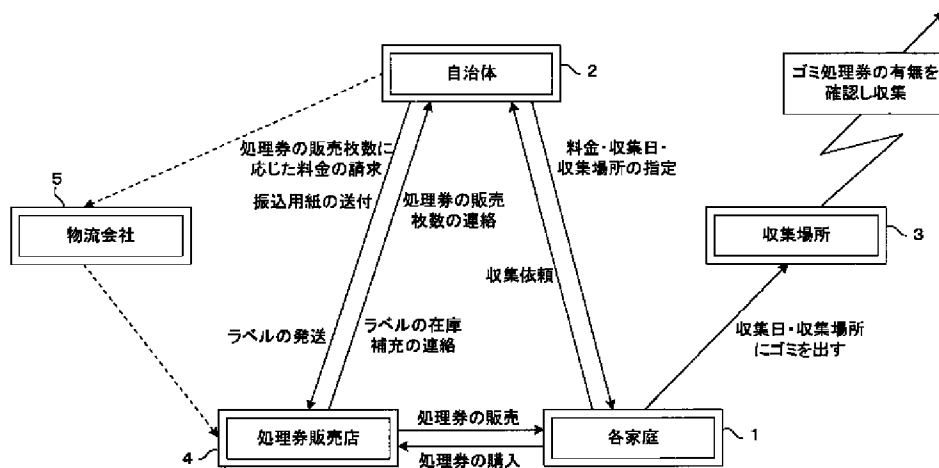 自治体
2
ゴミ処理券の有無を
確認し収集
処理券の販売枚数に
応じた料金の請求
振込用紙の送付
処理券の販売
枚数の連絡
料金・収集日・
収集場所の指定
5
物流会社
収集場所
3
収集依頼
ラベルの発送
ラベルの在庫
補充の連絡
収集日・収集場所
にゴミを出す
処理券販売店
4
処理券の販売
処理券の購入
各家庭
1